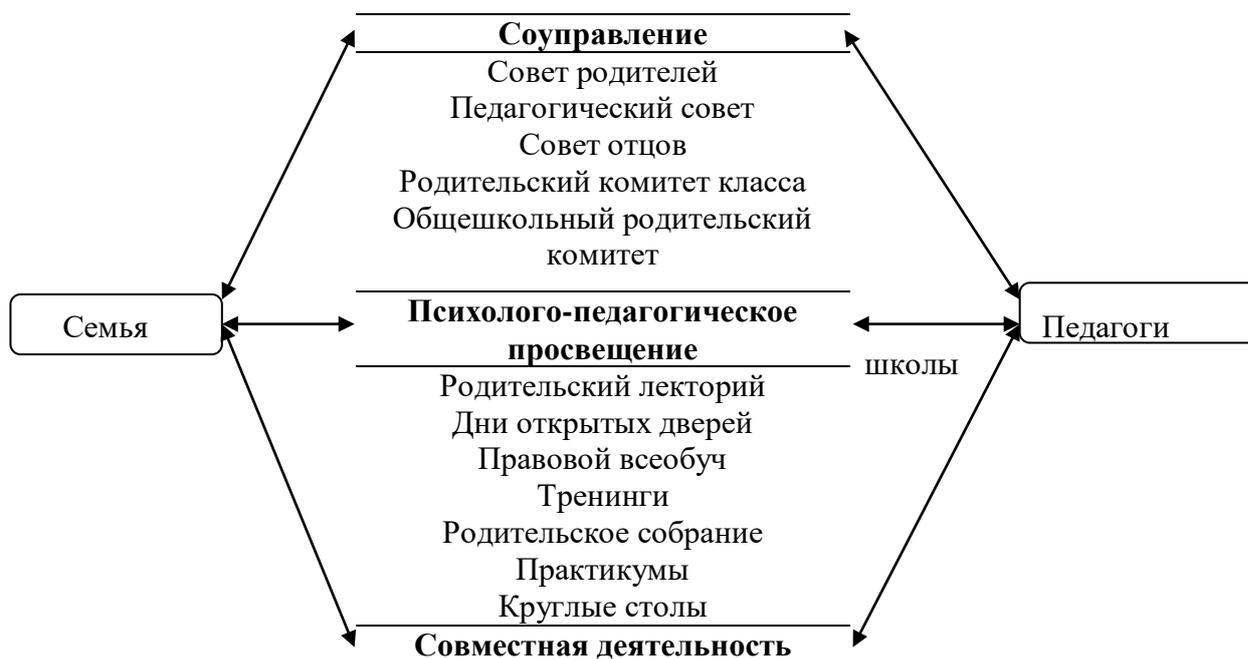 Соуправление
Совет родителей
Педагогический совет
Совет отцов
Родительский комитет класса
Общешкольный родительский
комитет
Семья
Психолого-педагогическое
просвещение
Педагоги
школы
Родительский лекторий
Дни открытых дверей
Правовой всеобуч
Тренинги
Родительское собрание
Практикумы
Круглые столы
Совместная деятельность